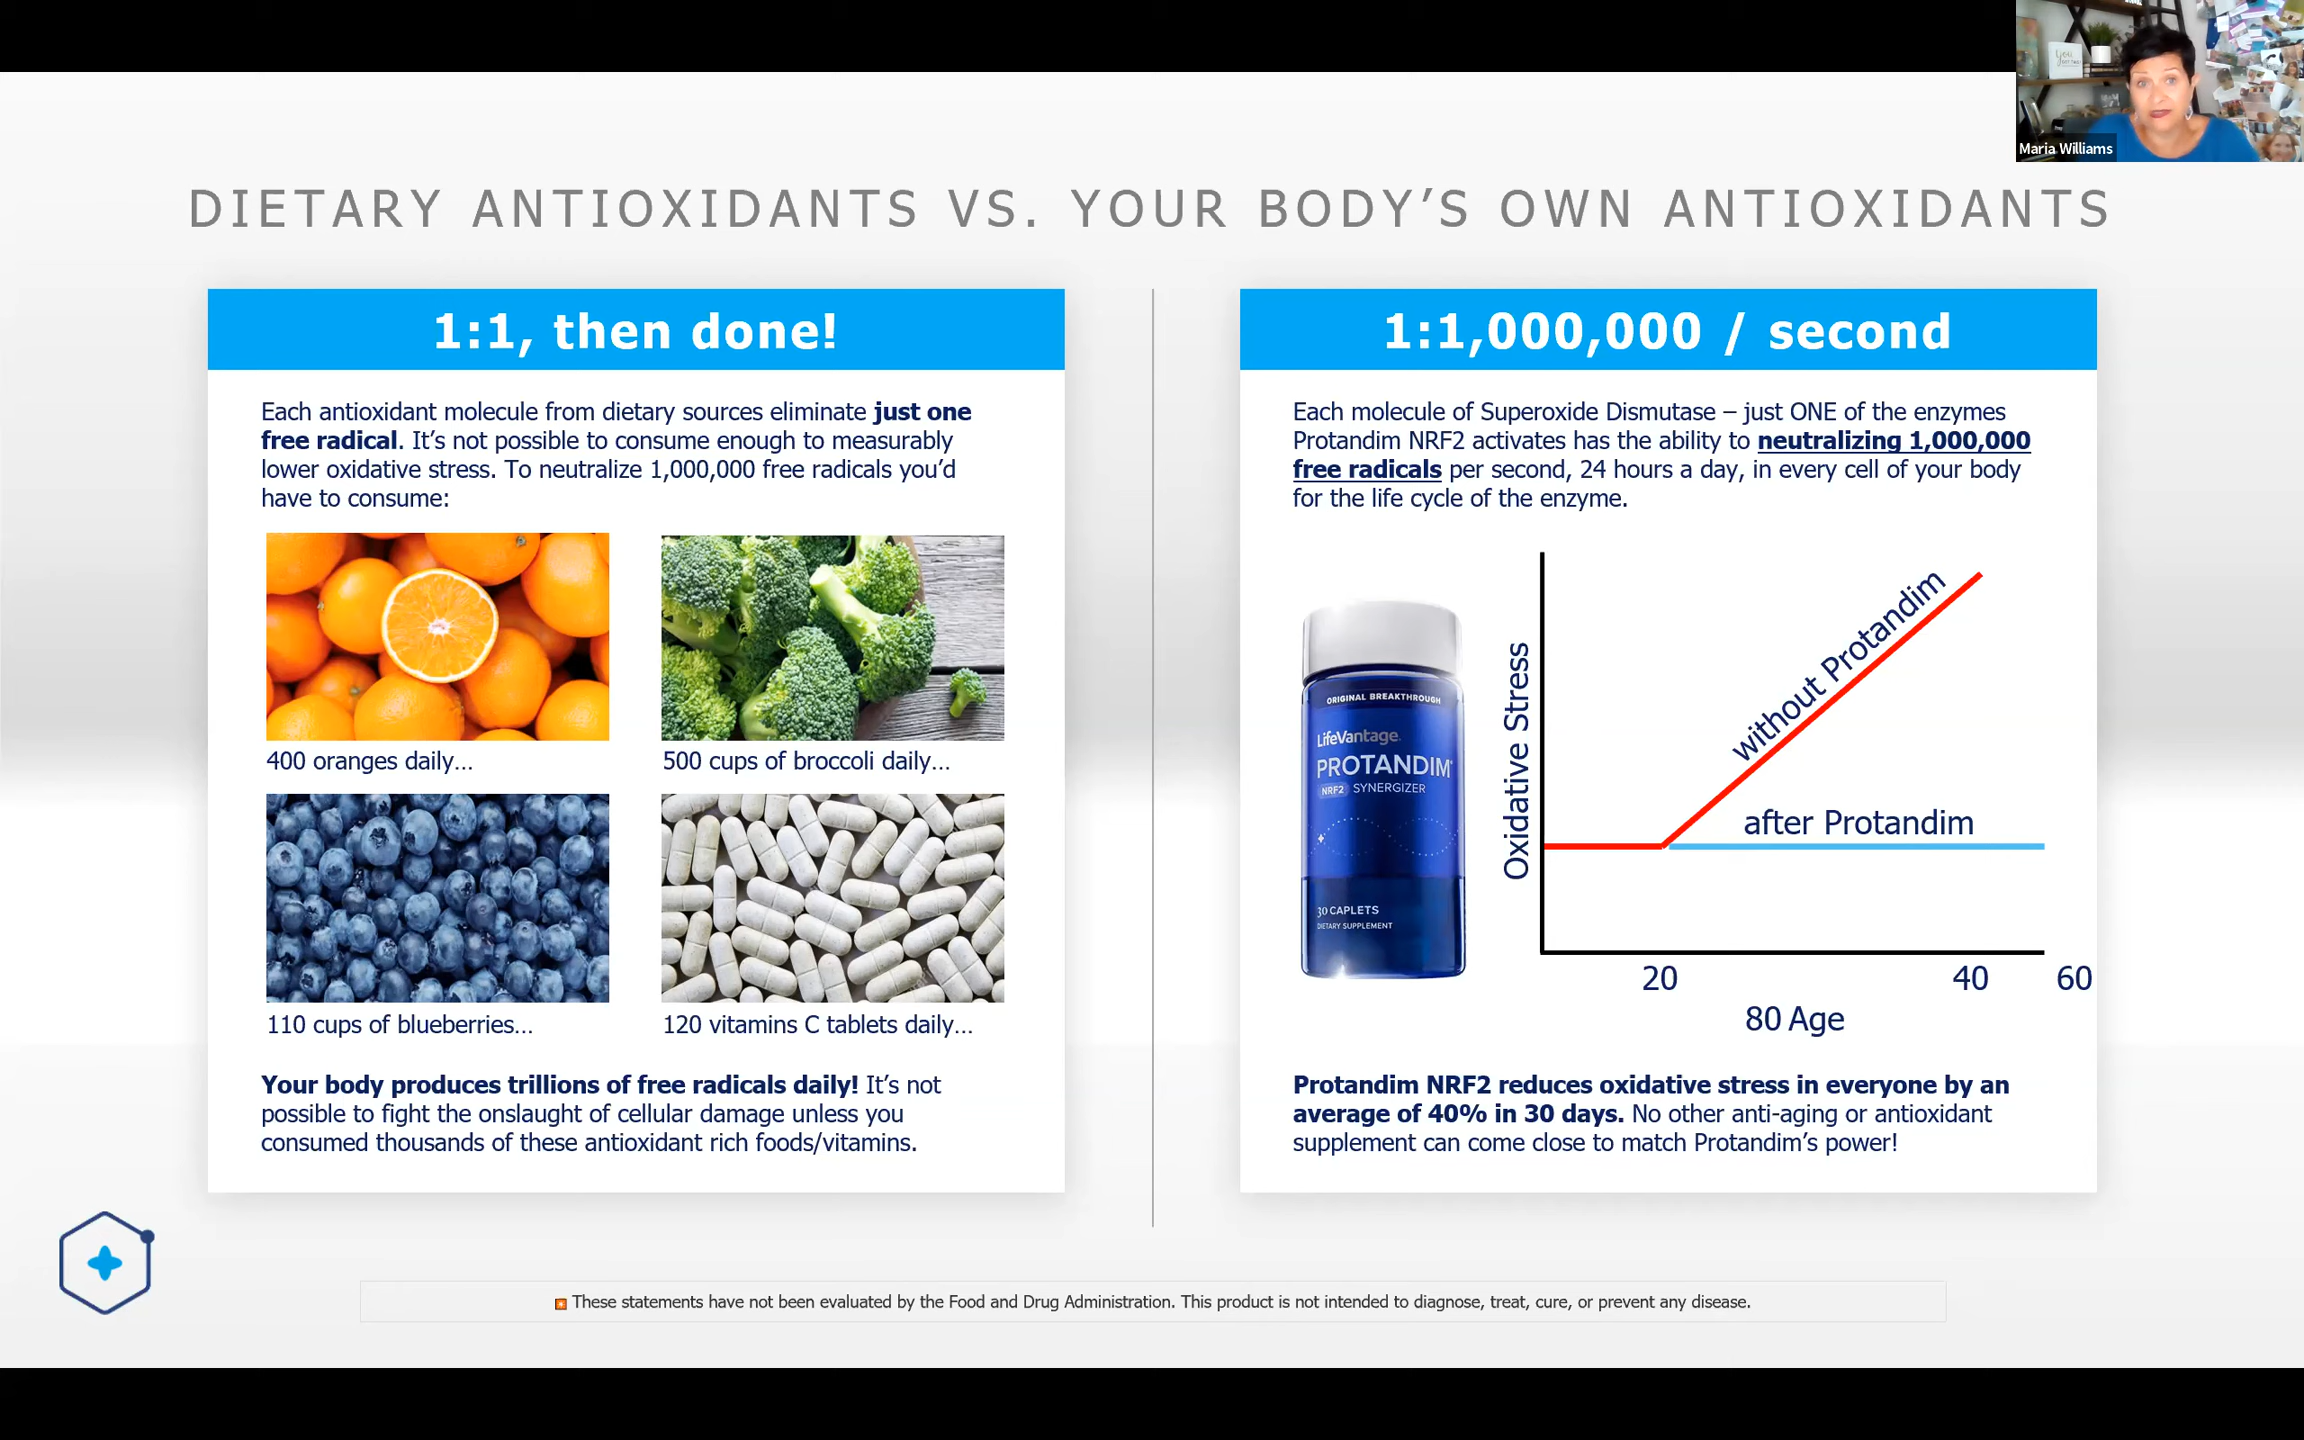 Maria Williams
DIETARY ANTIOXIDANTS VS. YOUR BODY’S OWN ANTIOXIDANTS
1:1, then done!
Each antioxidant molecule from dietary sources eliminate just one
free radical. It’s not possible to consume enough to measurably
lower oxidative stress. To neutralize 1,000,000 free radicals you’d
have to consume:
400 oranges daily…
500 cups of broccoli daily…
110 cups of blueberries…
120 vitamins C tablets daily…
Your body produces trillions of free radicals daily! It’s not
possible to fight the onslaught of cellular damage unless you
consumed thousands of these antioxidant rich foods/vitamins.
1:1,000,000 / second
Each molecule of Superoxide Dismutase – just ONE of the enzymes
Protandim NRF2 activates has the ability to neutralizing 1,000,000
free radicals per second, 24 hours a day, in every cell of your body
for the life cycle of the enzyme.
ORIGINAL BREAKTHROUGH
LifeVantage
PROTANDIM
NRF2 SYNERGIZER
30 CAPLETS
DIETARY SUPPLEMENT
Oxidative Stress
without Protandim
after Protandim
20 40 60
80 Age
Protandim NRF2 reduces oxidative stress in everyone by an
average of 40% in 30 days. No other anti-aging or antioxidant
supplement can come close to match Protandim’s power!
These statements have not been evaluated by the Food and Drug Administration. This product is not intended to diagnose, treat, cure, or prevent any disease.